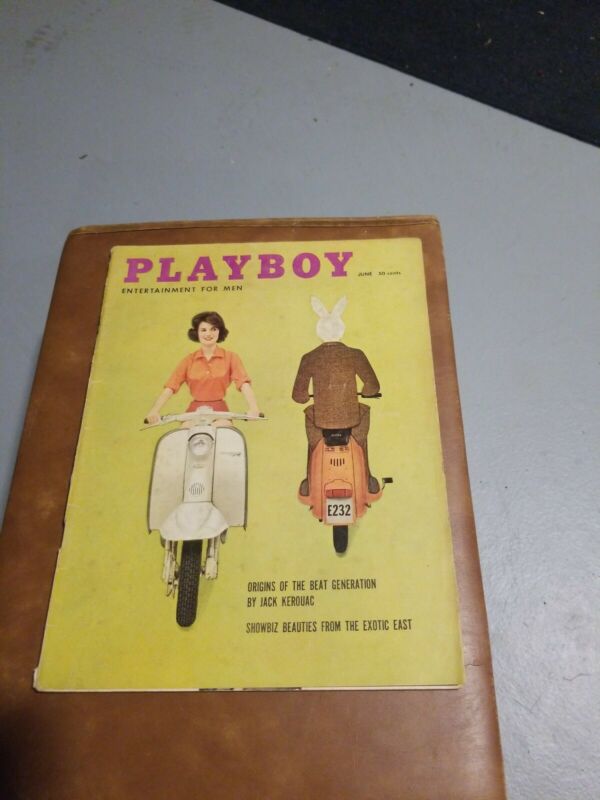 PLAYBOY JUNE 50 cents
ENTERTAINMENT FOR MEN
E232
ORIGINS OF THE BEAT GENERATION
BY JACK KEROUAC
SHOWBIZ BEAUTIES FROM THE EXOTIC EAST